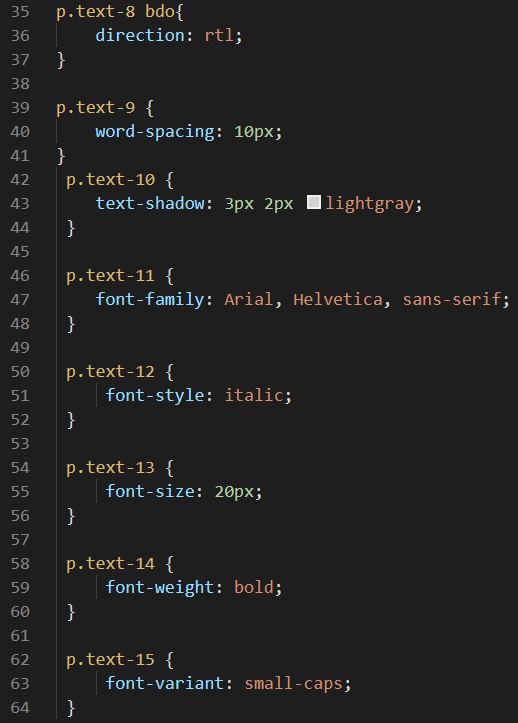 35 p.text-8 bdo{
36     direction: rtl;
37 }
38
39 p.text-9 {
40     word-spacing: 10px;
41 }
42  p.text-10 {
43     text-shadow: 3px 2px lightgray;
44  }
45
46  p.text-11 {
47     font-family: Arial, Helvetica, sans-serif;
48  }
49
50  p.text-12 {
51      font-style: italic;
52  }
53
54  p.text-13 {
55      font-size: 20px;
56  }
57
58  p.text-14 {
59      font-weight: bold;
60  }
61
62  p.text-15 {
63      font-variant: small-caps;
64  }